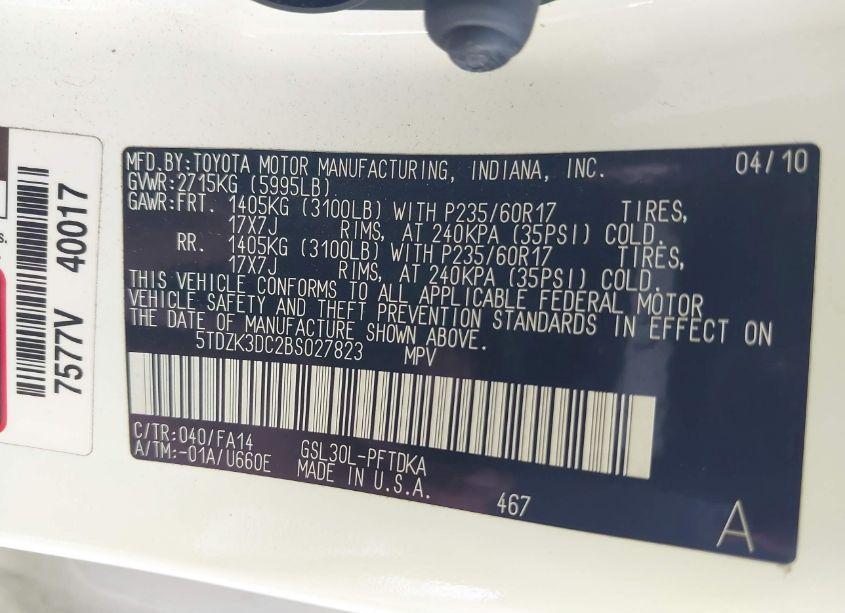 MFD.BY:TOYOTA MOTOR MANUFACTURING, INDIANA, INC. 04/10
GVWR:2715KG (5995LB)
GAWR:FRT. 1405KG (3100LB) WITH P235/60R17 TIRES,
17X7J RIMS, AT 240KPA (35PSI) COLD.
RR. 1405KG (3100LB) WITH P235/60R17 TIRES,
17X7J RIMS, AT 240KPA (35PSI) COLD.
THIS VEHICLE CONFORMS TO ALL APPLICABLE FEDERAL MOTOR
VEHICLE SAFETY AND THEFT PREVENTION STANDARDS IN EFFECT ON
THE DATE OF MANUFACTURE SHOWN ABOVE.
5TDZK3DC2BS027823 MPV
C/TR:040/FA14 GSL30L-PFTDKA
A/TM:-01A/U660E MADE IN U.S.A.
467
A
7577V 40017
s.